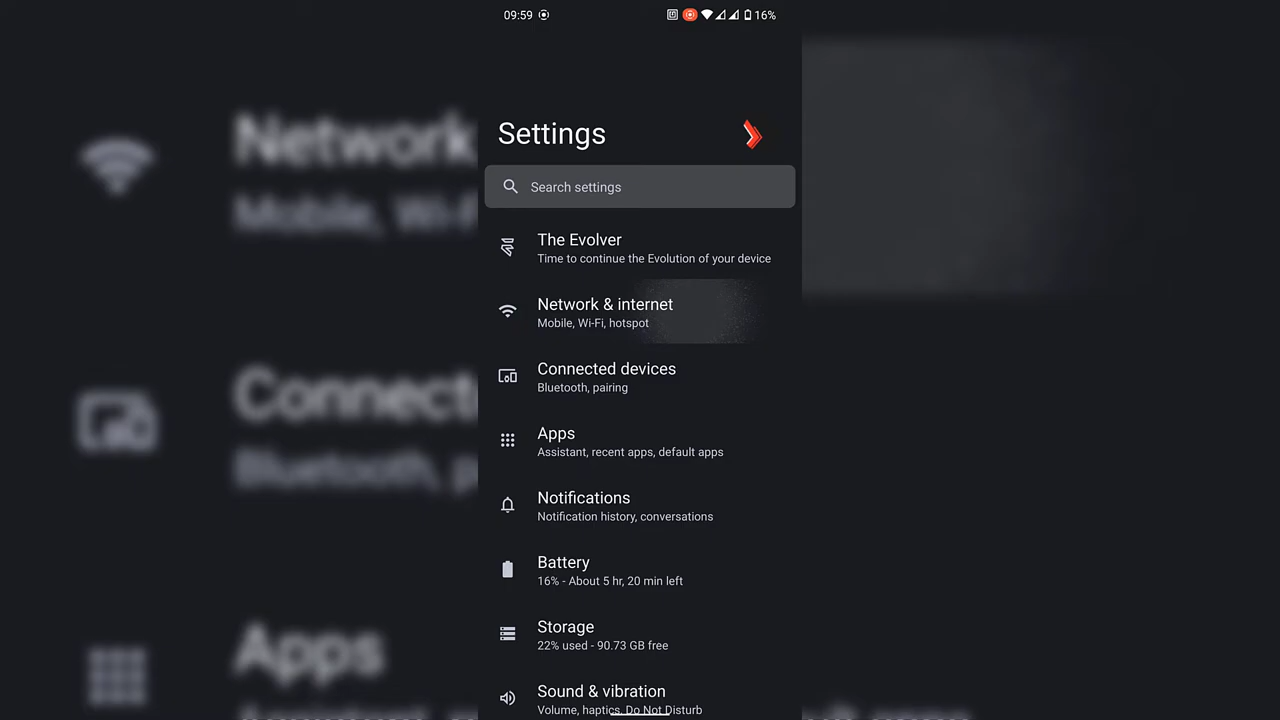 09:59
16%
Settings
Search settings
The Evolver
Time to continue the Evolution of your device
Network & internet
Mobile, Wi-Fi, hotspot
Connected devices
Bluetooth, pairing
Apps
Assistant, recent apps, default apps
Notifications
Notification history, conversations
Battery
16% - About 5 hr, 20 min left
Storage
22% used - 90.73 GB free
Sound & vibration
Volume, haptics, Do Not Disturb
Network
Mobile, Wi-F
Connect
Bluetooth, p
Apps